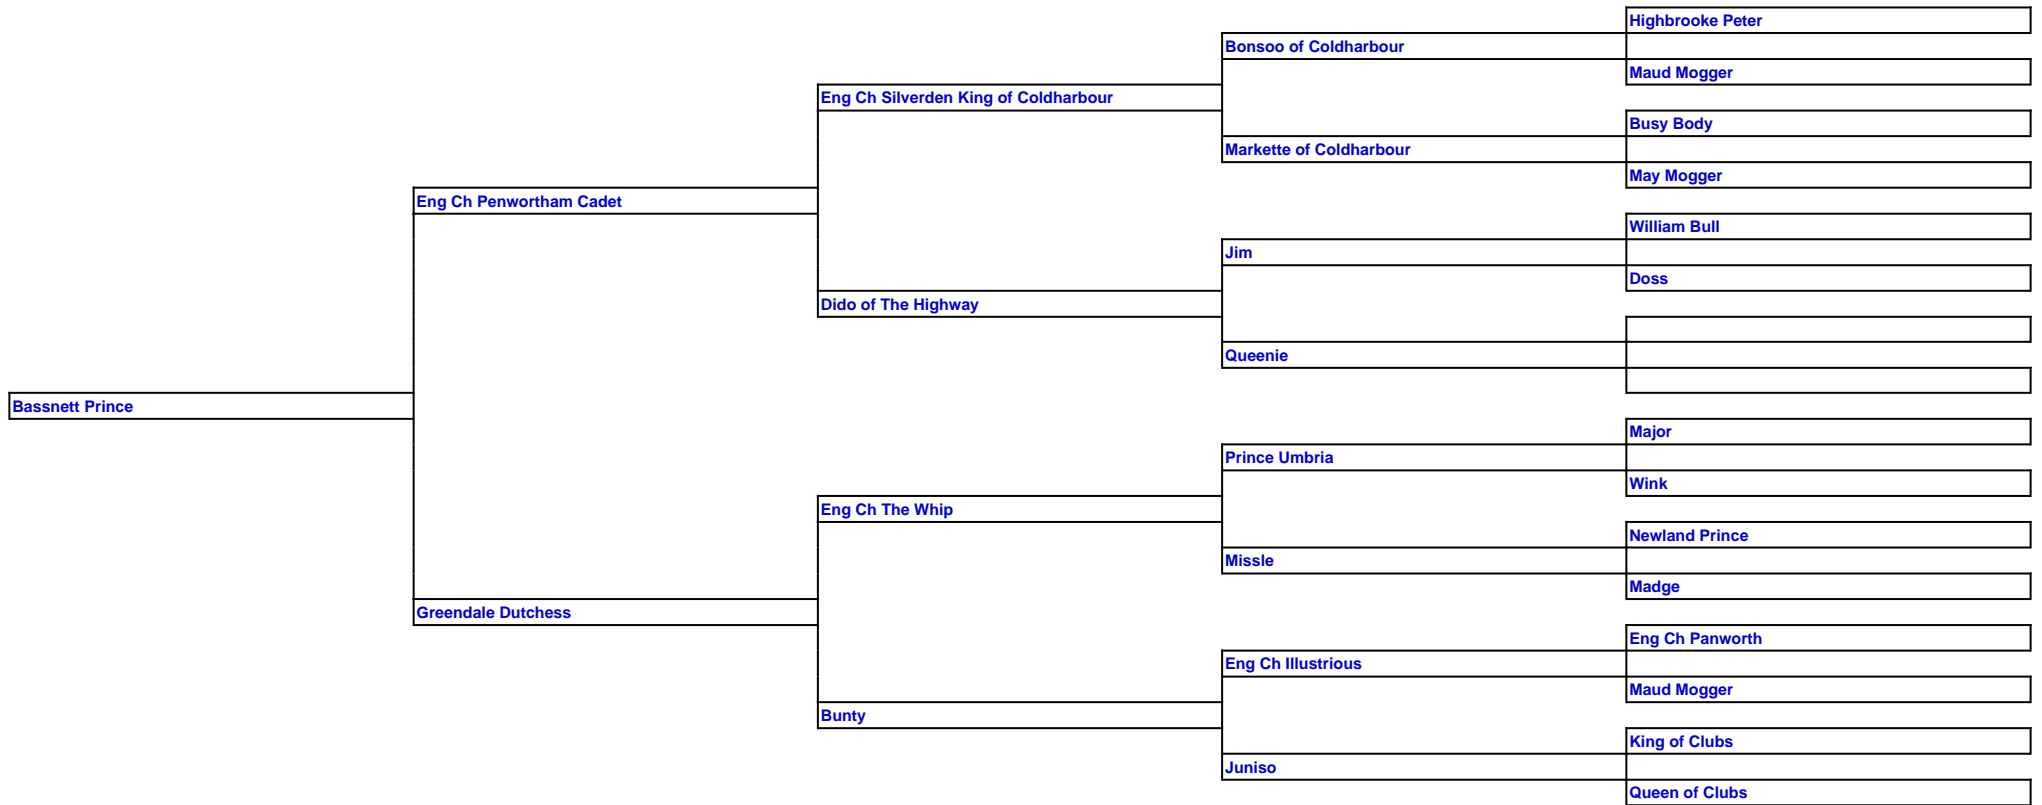 Highbrooke Peter
Bonsoo of Coldharbour
Maud Mogger
Eng Ch Silverden King of Coldharbour
Busy Body
Markette of Coldharbour
May Mogger
Eng Ch Penwortham Cadet
William Bull
Jim
Doss
Dido of The Highway
Queenie
Bassnett Prince
Major
Prince Umbria
Wink
Eng Ch The Whip
Newland Prince
Missle
Madge
Greendale Dutchess
Eng Ch Panworth
Eng Ch Illustrious
Maud Mogger
Bunty
King of Clubs
Juniso
Queen of Clubs